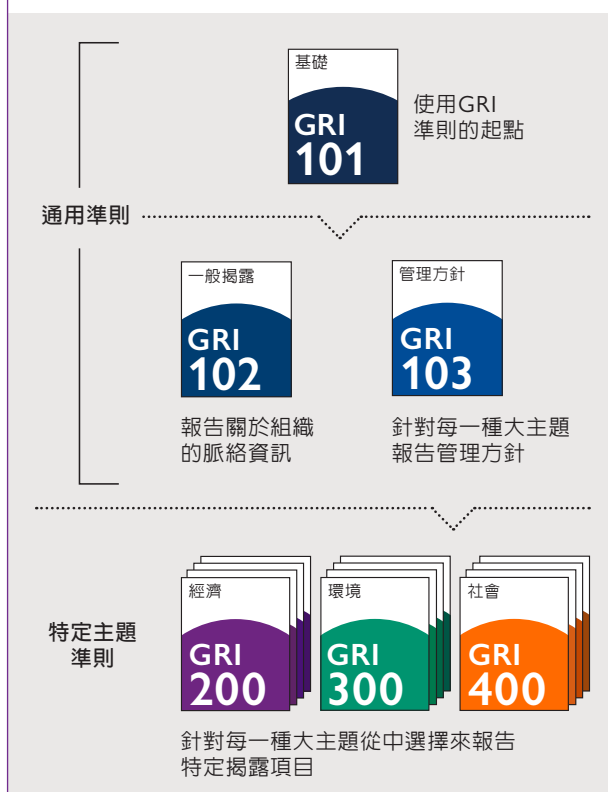 基礎
GRI
101
使用GRI
準則的起點
通用準則
一般揭露
GRI
102
報告關於組織
的脈絡資訊
管理方針
GRI
103
針對每一種大主題
報告管理方針
特定主題
準則
經濟
GRI
200
環境
GRI
300
社會
GRI
400
針對每一種大主題從中選擇來報告
特定揭露項目